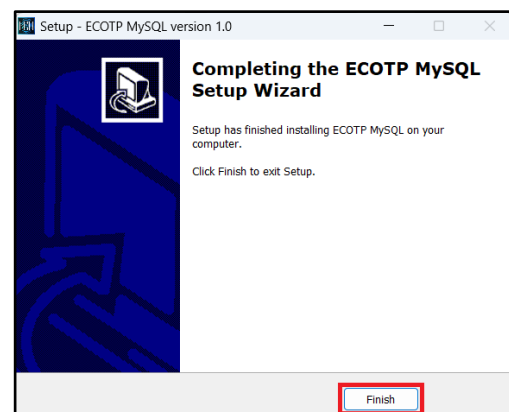 Setup - ECOTP MySQL version 1.0
Completing the ECOTP MySQL
Setup Wizard
Setup has finished installing ECOTP MySQL on your
computer.
Click Finish to exit Setup.
Finish